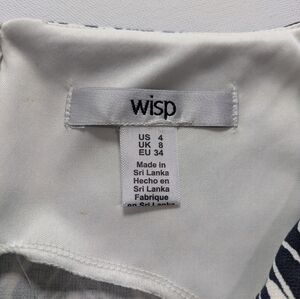 wisp
US 4
UK 8
EU 34
Made in
Sri Lanka
Hecho en
Sri Lanka
Fabrique
en Sri Lanka